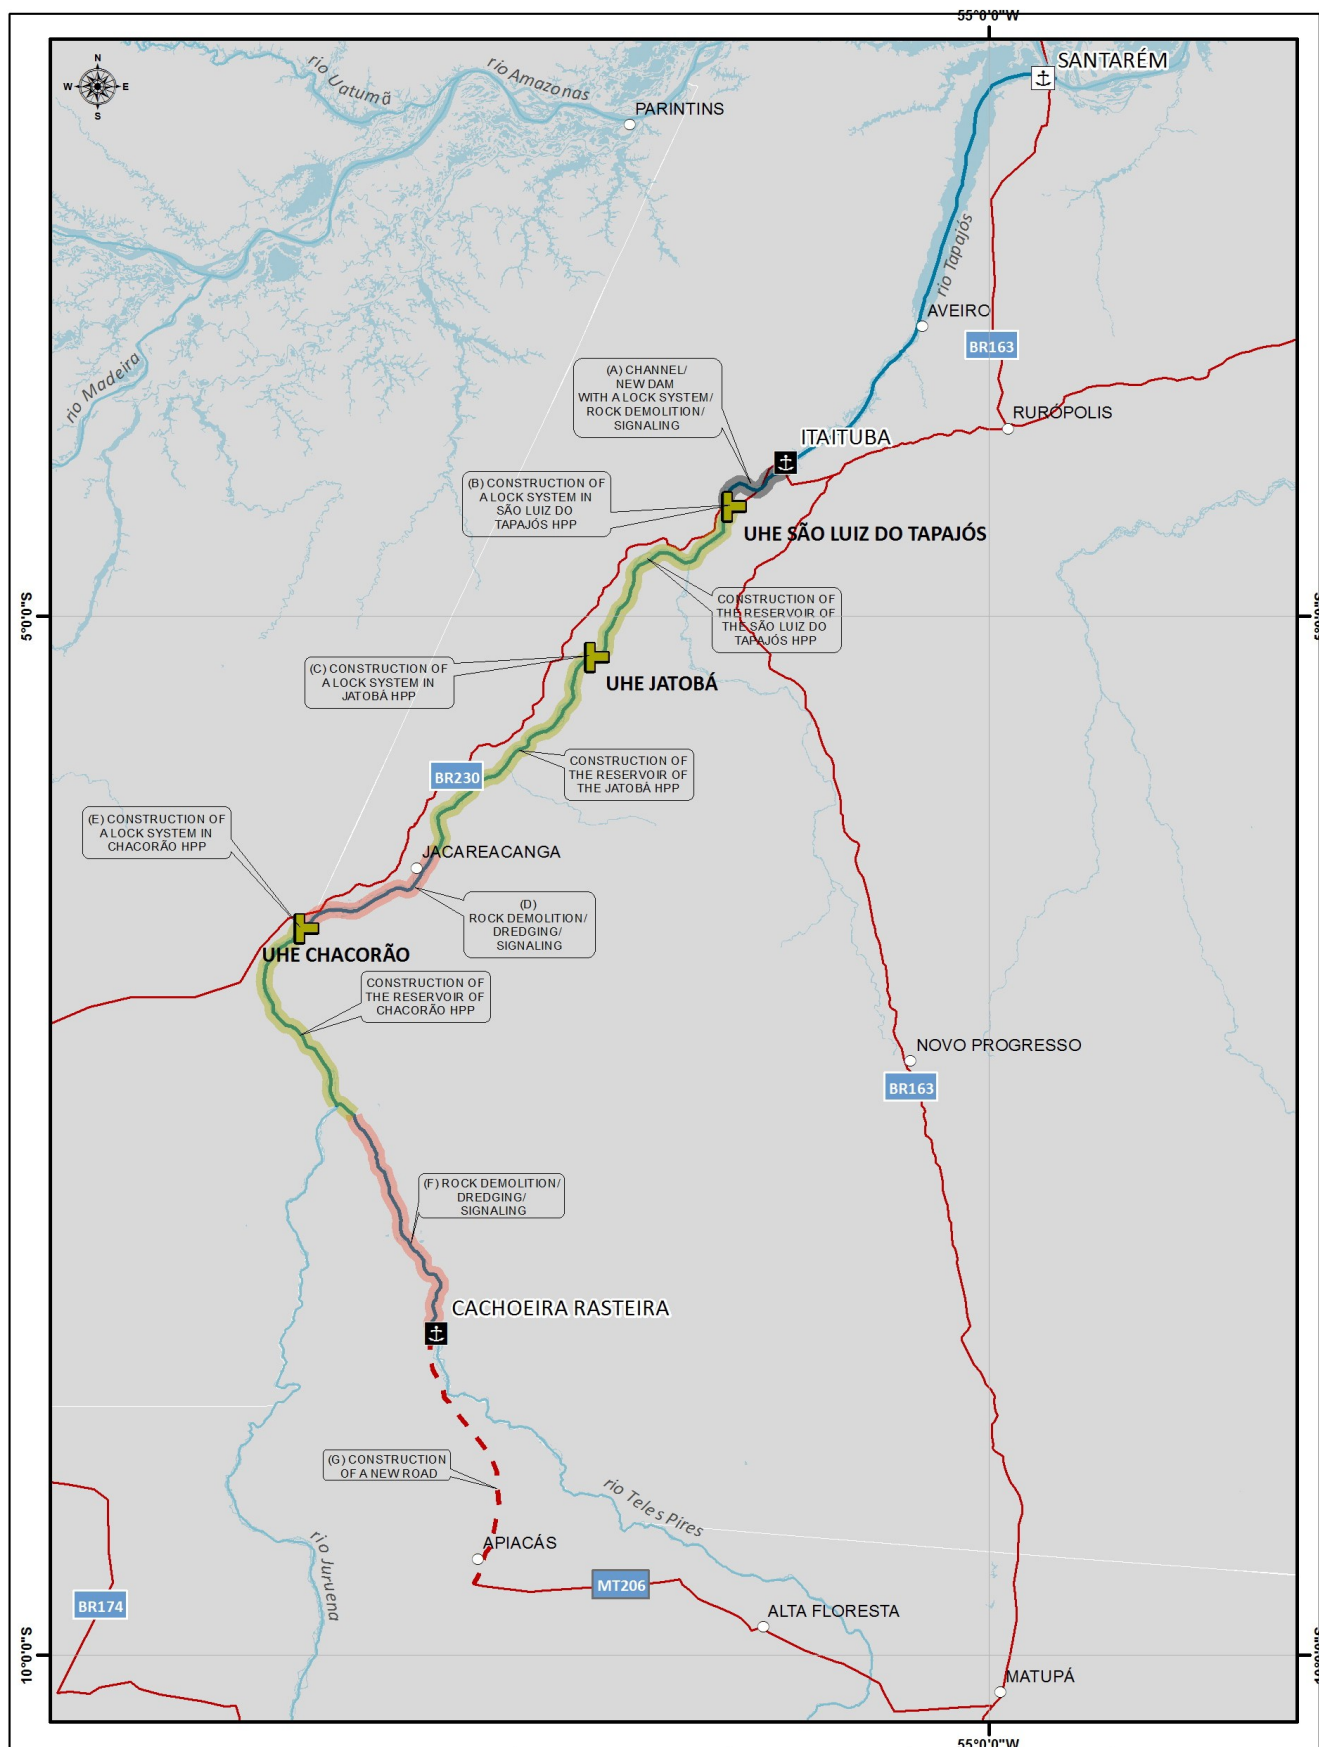 55°0'0"W
N
W
E
S
rio Uatumã
rio Amazonas
SANTARÉM
PARINTINS
rio Tapajós
rio Madeira
AVEIRO
BR163
(A) CHANNEL/
NEW DAM
WITH A LOCK SYSTEM/
ROCK DEMOLITION/
SIGNALING
RURÓPOLIS
ITAITUBA
(B) CONSTRUCTION OF
A LOCK SYSTEM IN
SÃO LUIZ DO
TAPAJÓS HPP
UHE SÃO LUIZ DO TAPAJÓS
CONSTRUCTION OF
THE RESERVOIR OF
THE SÃO LUIZ DO
TAPAJÓS HPP
5°0'0"S
5°0'0"S
(C) CONSTRUCTION OF
A LOCK SYSTEM IN
JATOBÁ HPP
UHE JATOBÁ
CONSTRUCTION OF
THE RESERVOIR OF
THE JATOBÁ HPP
BR230
(E) CONSTRUCTION OF
A LOCK SYSTEM IN
CHACORÃO HPP
JACAREACANGA
(D)
ROCK DEMOLITION/
DREDGING/
SIGNALING
UHE CHACORÃO
CONSTRUCTION OF
THE RESERVOIR OF
CHACORÃO HPP
NOVO PROGRESSO
BR163
(F) ROCK DEMOLITION/
DREDGING/
SIGNALING
CACHOEIRA RASTEIRA
(G) CONSTRUCTION
OF A NEW ROAD
rio Teles Pires
rio Juruena
APIACÁS
MT206
BR174
ALTA FLORESTA
10°0'0"S
10°0'0"S
MATUPÁ
55°0'0"W